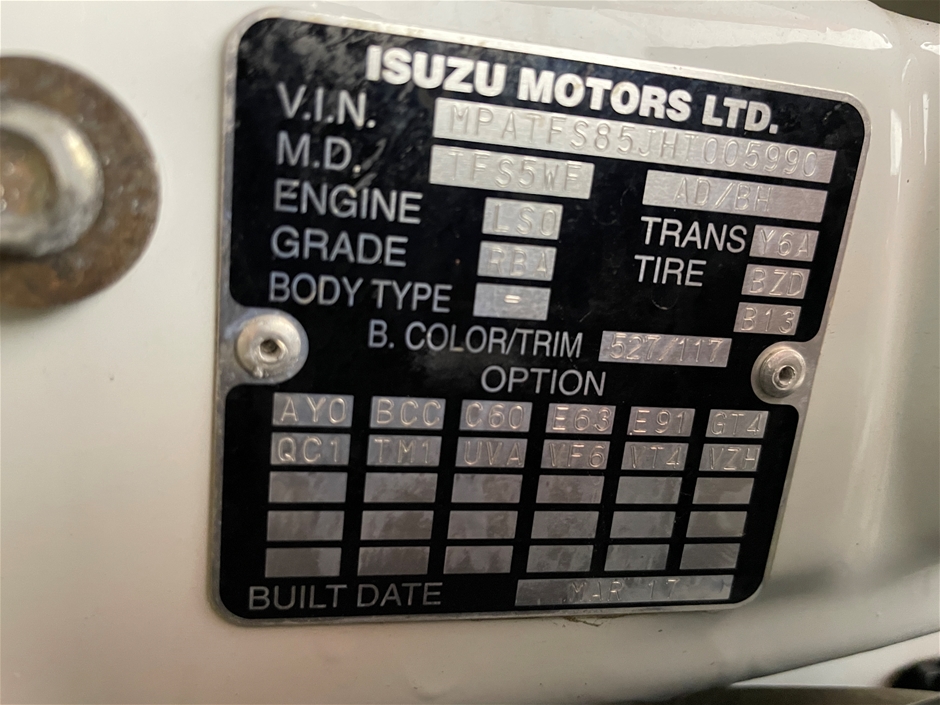 ISUZU MOTORS LTD.
V.I.N. MPATFS85JHT005990
M.D. TFS5WF AD/BH
ENGINE LS0 TRANS Y6A
GRADE RBA TIRE BZD
BODY TYPE - B13
B. COLOR/TRIM 527/117
OPTION
AY0 BCC C60 E63 E91 GT4
QC1 TM1 UVA VF6 VT4 VZH
BUILT DATE MAR 17